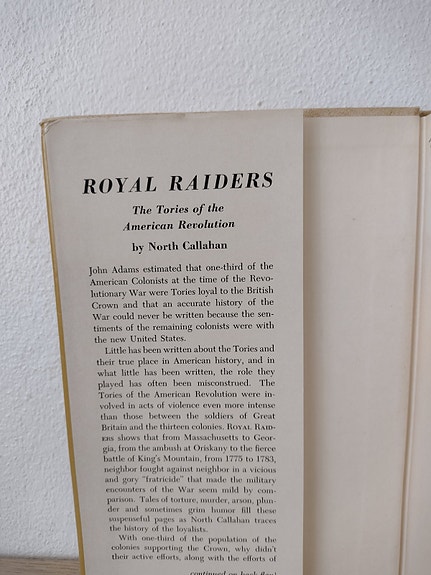 ROYAL RAIDERS
The Tories of the
American Revolution
by North Callahan
John Adams estimated that one-third of the
American Colonists at the time of the Revo-
lutionary War were Tories loyal to the British
Crown and that an accurate history of the
War could never be written because the sen-
timents of the remaining colonists were with
the new United States.
Little has been written about the Tories and
their true place in American history, and in
what little has been written, the role they
played has often been misconstrued. The
Tories of the American Revolution were in-
volved in acts of violence even more intense
than those between the soldiers of Great
Britain and the thirteen colonies. ROYAL RAID-
ERS shows that from Massachusetts to Geor-
gia, from the ambush at Oriskany to the fierce
battle of King's Mountain, from 1775 to 1783,
neighbor fought against neighbor in a vicious
and gory "fratricide" that made the military
encounters of the War seem mild by com-
parison. Tales of torture, murder, arson, plun-
der and sometimes grim humor fill these
suspenseful pages as North Callahan traces
the history of the loyalists.
With one-third of the population of the
colonies supporting the Crown, why didn't
their active efforts, along with the efforts of
continued on back flap)